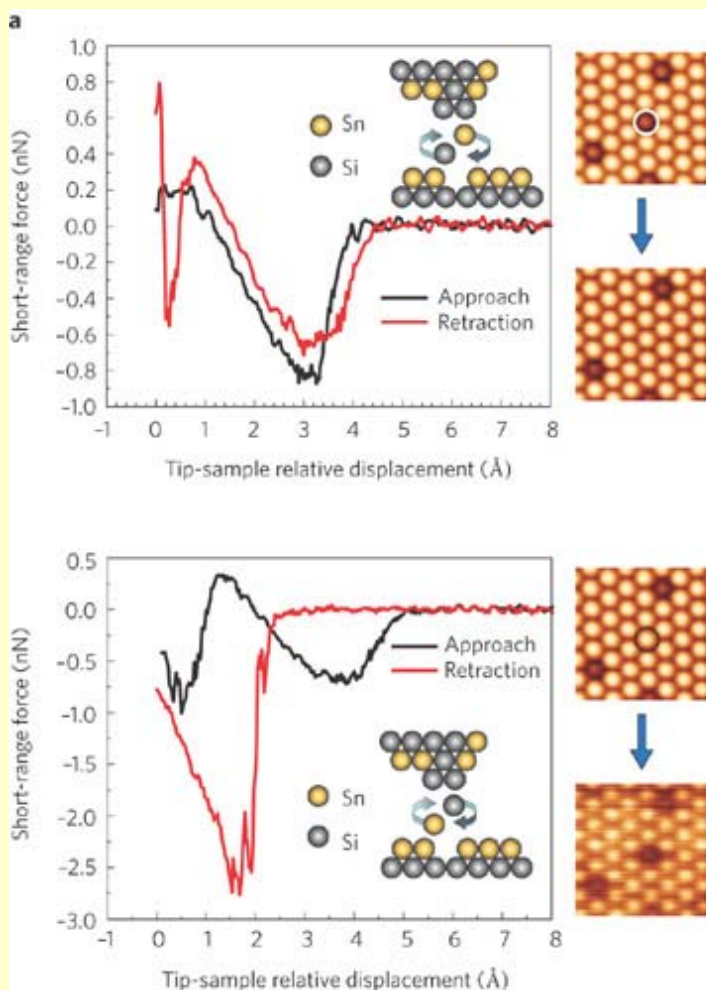 a
1.0
0.8
0.6
0.4
0.2
0.0
-0.2
-0.4
-0.6
-0.8
-1.0
Short-range force (nN)
Sn
Si
Approach
Retraction
-1 0 1 2 3 4 5 6 7 8
Tip-sample relative displacement (Å)
0.5
0.0
-0.5
-1.0
-1.5
-2.0
-2.5
-3.0
Short-range force (nN)
Approach
Retraction
Sn
Si
-1 0 1 2 3 4 5 6 7 8
Tip-sample relative displacement (Å)